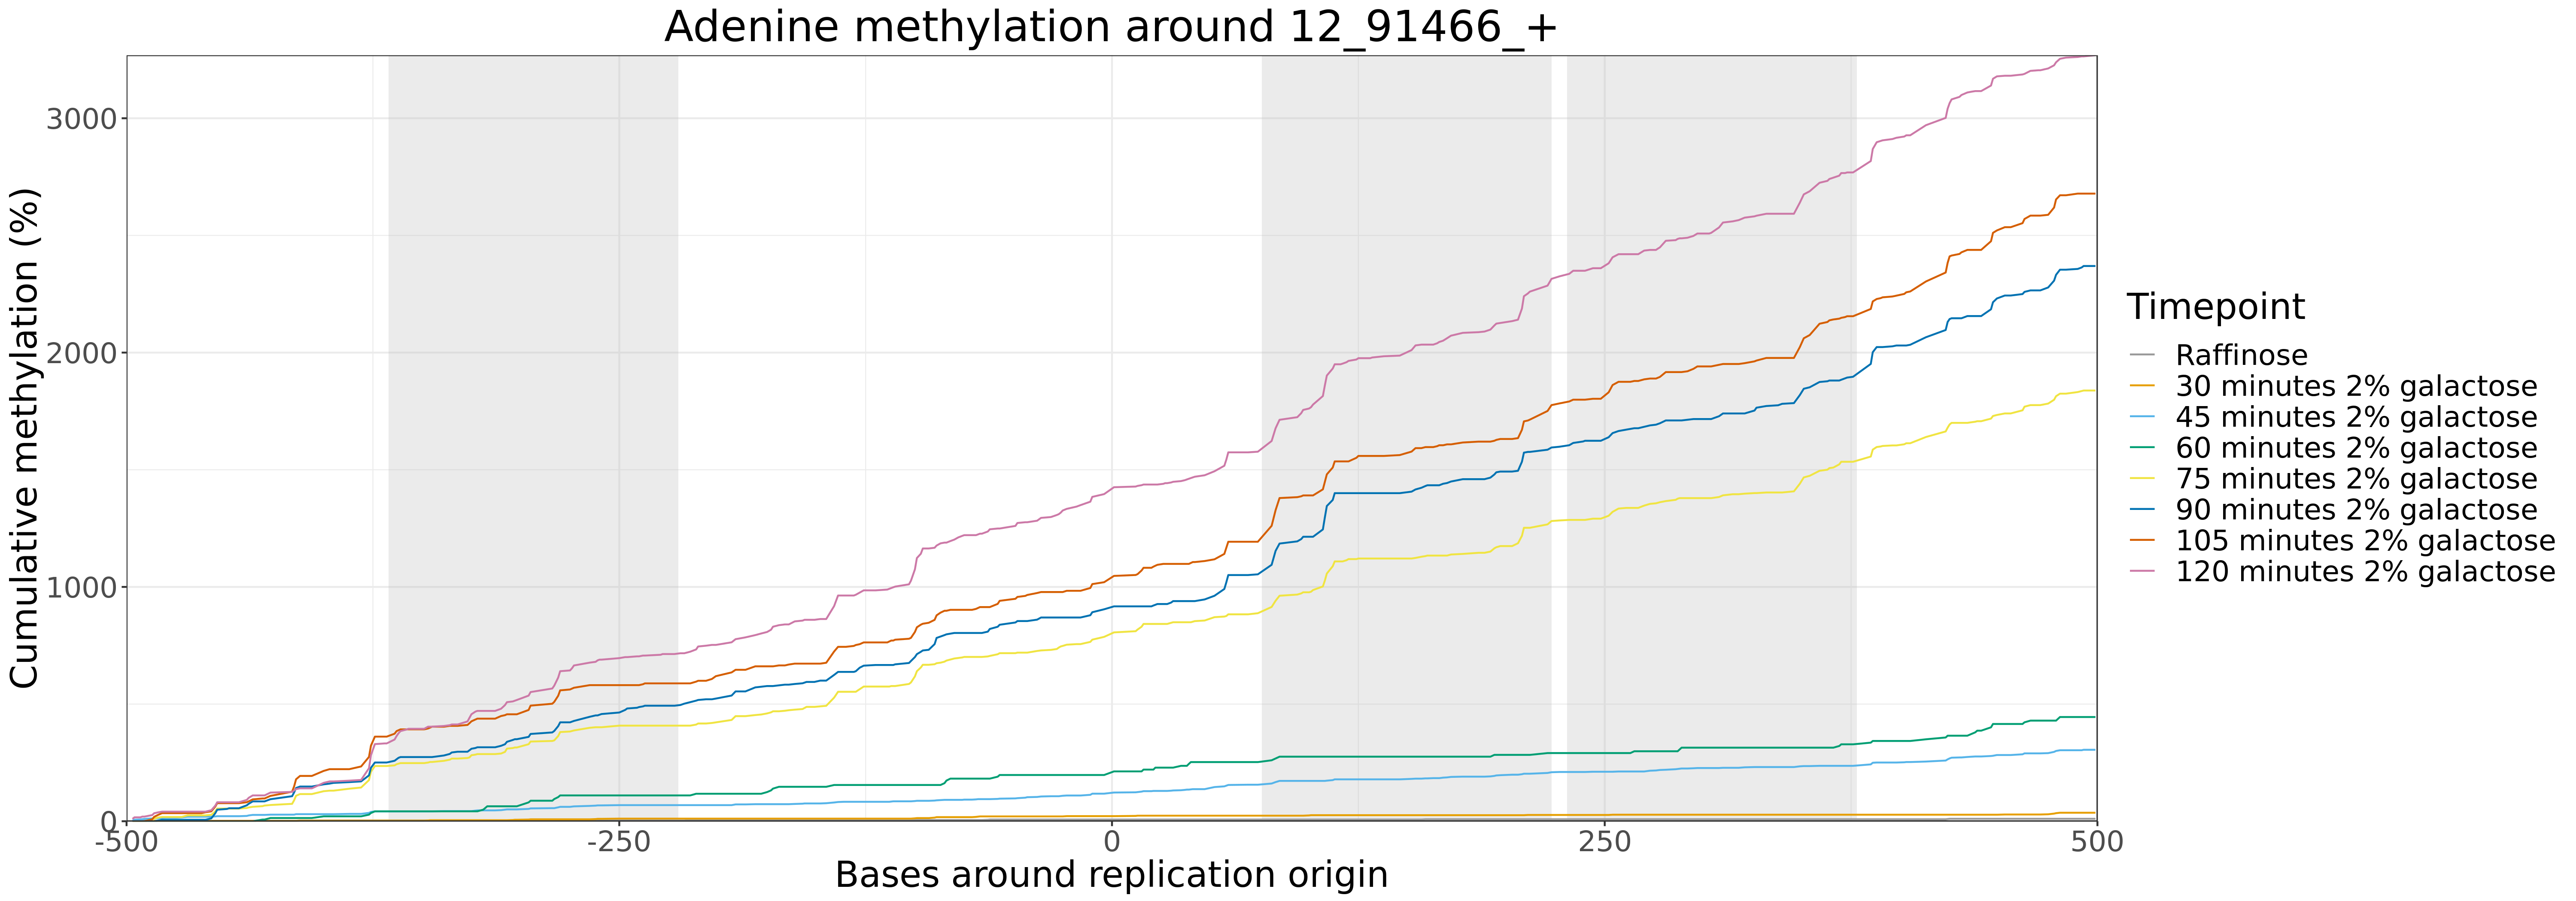 Adenine methylation around 12_91466_+
Cumulative methylation (%)
3000
2000
1000
0
-500
-250
0
250
500
Bases around replication origin
Timepoint
Raffinose
30 minutes 2% galactose
45 minutes 2% galactose
60 minutes 2% galactose
75 minutes 2% galactose
90 minutes 2% galactose
105 minutes 2% galactose
120 minutes 2% galactose